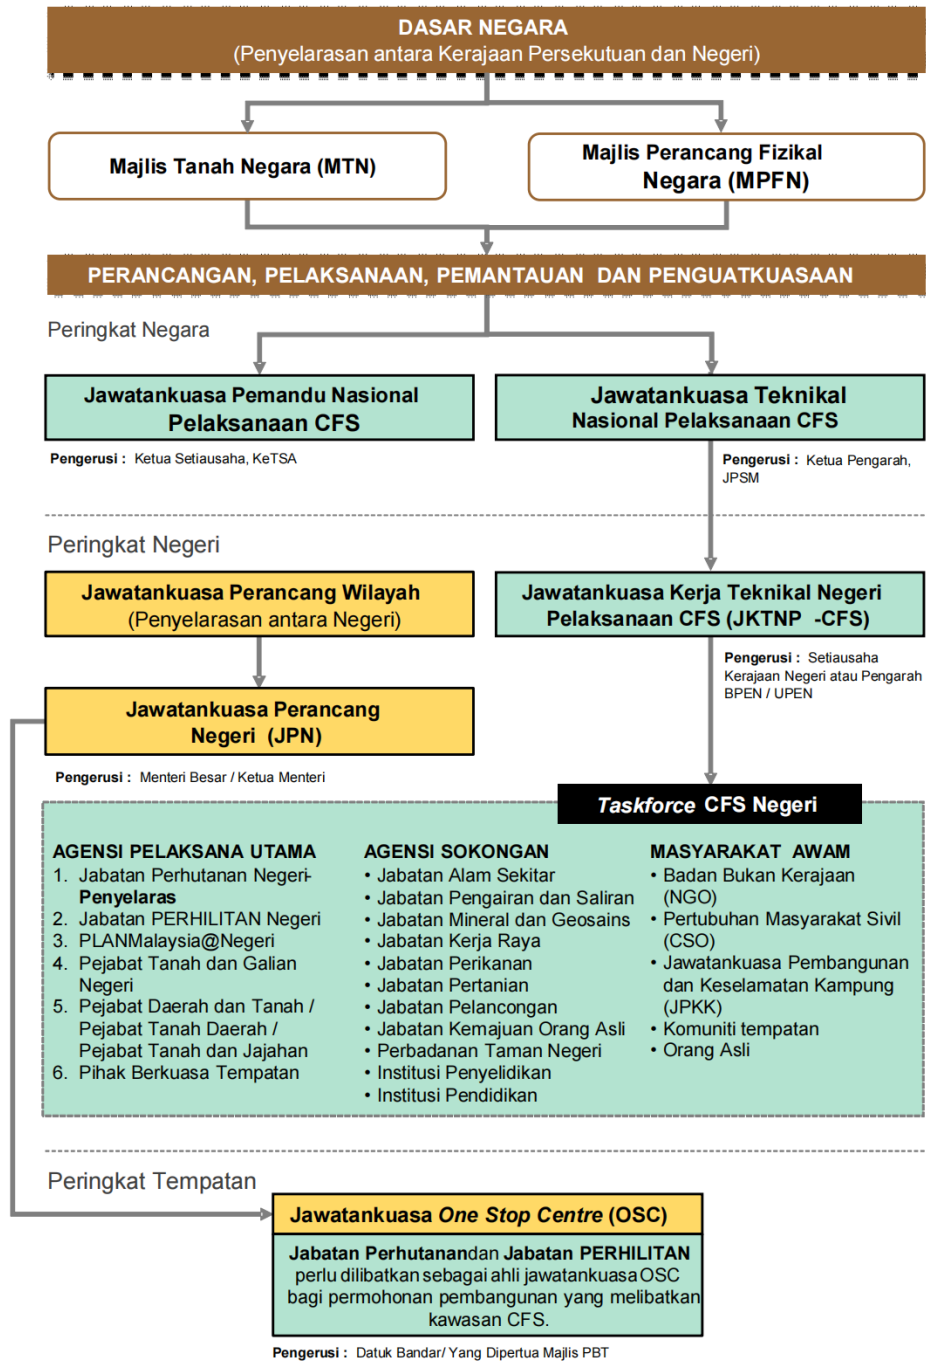 DASAR NEGARA
(Penyelarasan antara Kerajaan Persekutuan dan Negeri)
Majlis Tanah Negara (MTN)
Majlis Perancang Fizikal
Negara (MPFN)
PERANCANGAN, PELAKSANAAN, PEMANTAUAN DAN PENGUATKUASAAN
Peringkat Negara
Jawatankuasa Pemandu Nasional
Pelaksanaan CFS
Pengerusi : Ketua Setiausaha, KeTSA
Jawatankuasa Teknikal
Nasional Pelaksanaan CFS
Pengerusi : Ketua Pengarah,
JPSM
Peringkat Negeri
Jawatankuasa Perancang Wilayah
(Penyelarasan antara Negeri)
Jawatankuasa Kerja Teknikal Negeri
Pelaksanaan CFS (JKTNP -CFS)
Pengerusi : Setiausaha
Kerajaan Negeri atau Pengarah
BPEN / UPEN
Jawatankuasa Perancang
Negeri (JPN)
Pengerusi : Menteri Besar / Ketua Menteri
Taskforce CFS Negeri
AGENSI PELAKSANA UTAMA
1. Jabatan Perhutanan Negeri-
Penyelaras
2. Jabatan PERHILITAN Negeri
3. PLANMalaysia@Negeri
4. Pejabat Tanah dan Galian
Negeri
5. Pejabat Daerah dan Tanah /
Pejabat Tanah Daerah /
Pejabat Tanah dan Jajahan
6. Pihak Berkuasa Tempatan
AGENSI SOKONGAN
• Jabatan Alam Sekitar
• Jabatan Pengairan dan Saliran
• Jabatan Mineral dan Geosains
• Jabatan Kerja Raya
• Jabatan Perikanan
• Jabatan Pertanian
• Jabatan Pelancongan
• Jabatan Kemajuan Orang Asli
• Perbadanan Taman Negeri
• Institusi Penyelidikan
• Institusi Pendidikan
MASYARAKAT AWAM
• Badan Bukan Kerajaan
(NGO)
• Pertubuhan Masyarakat Sivil
(CSO)
• Jawatankuasa Pembangunan
dan Keselamatan Kampung
(JPKK)
• Komuniti tempatan
• Orang Asli
Peringkat Tempatan
Jawatankuasa One Stop Centre (OSC)
Jabatan Perhutanandan Jabatan PERHILITAN
perlu dilibatkan sebagai ahli jawatankuasa OSC
bagi permohonan pembangunan yang melibatkan
kawasan CFS.
Pengerusi : Datuk Bandar/ Yang Dipertua Majlis PBT